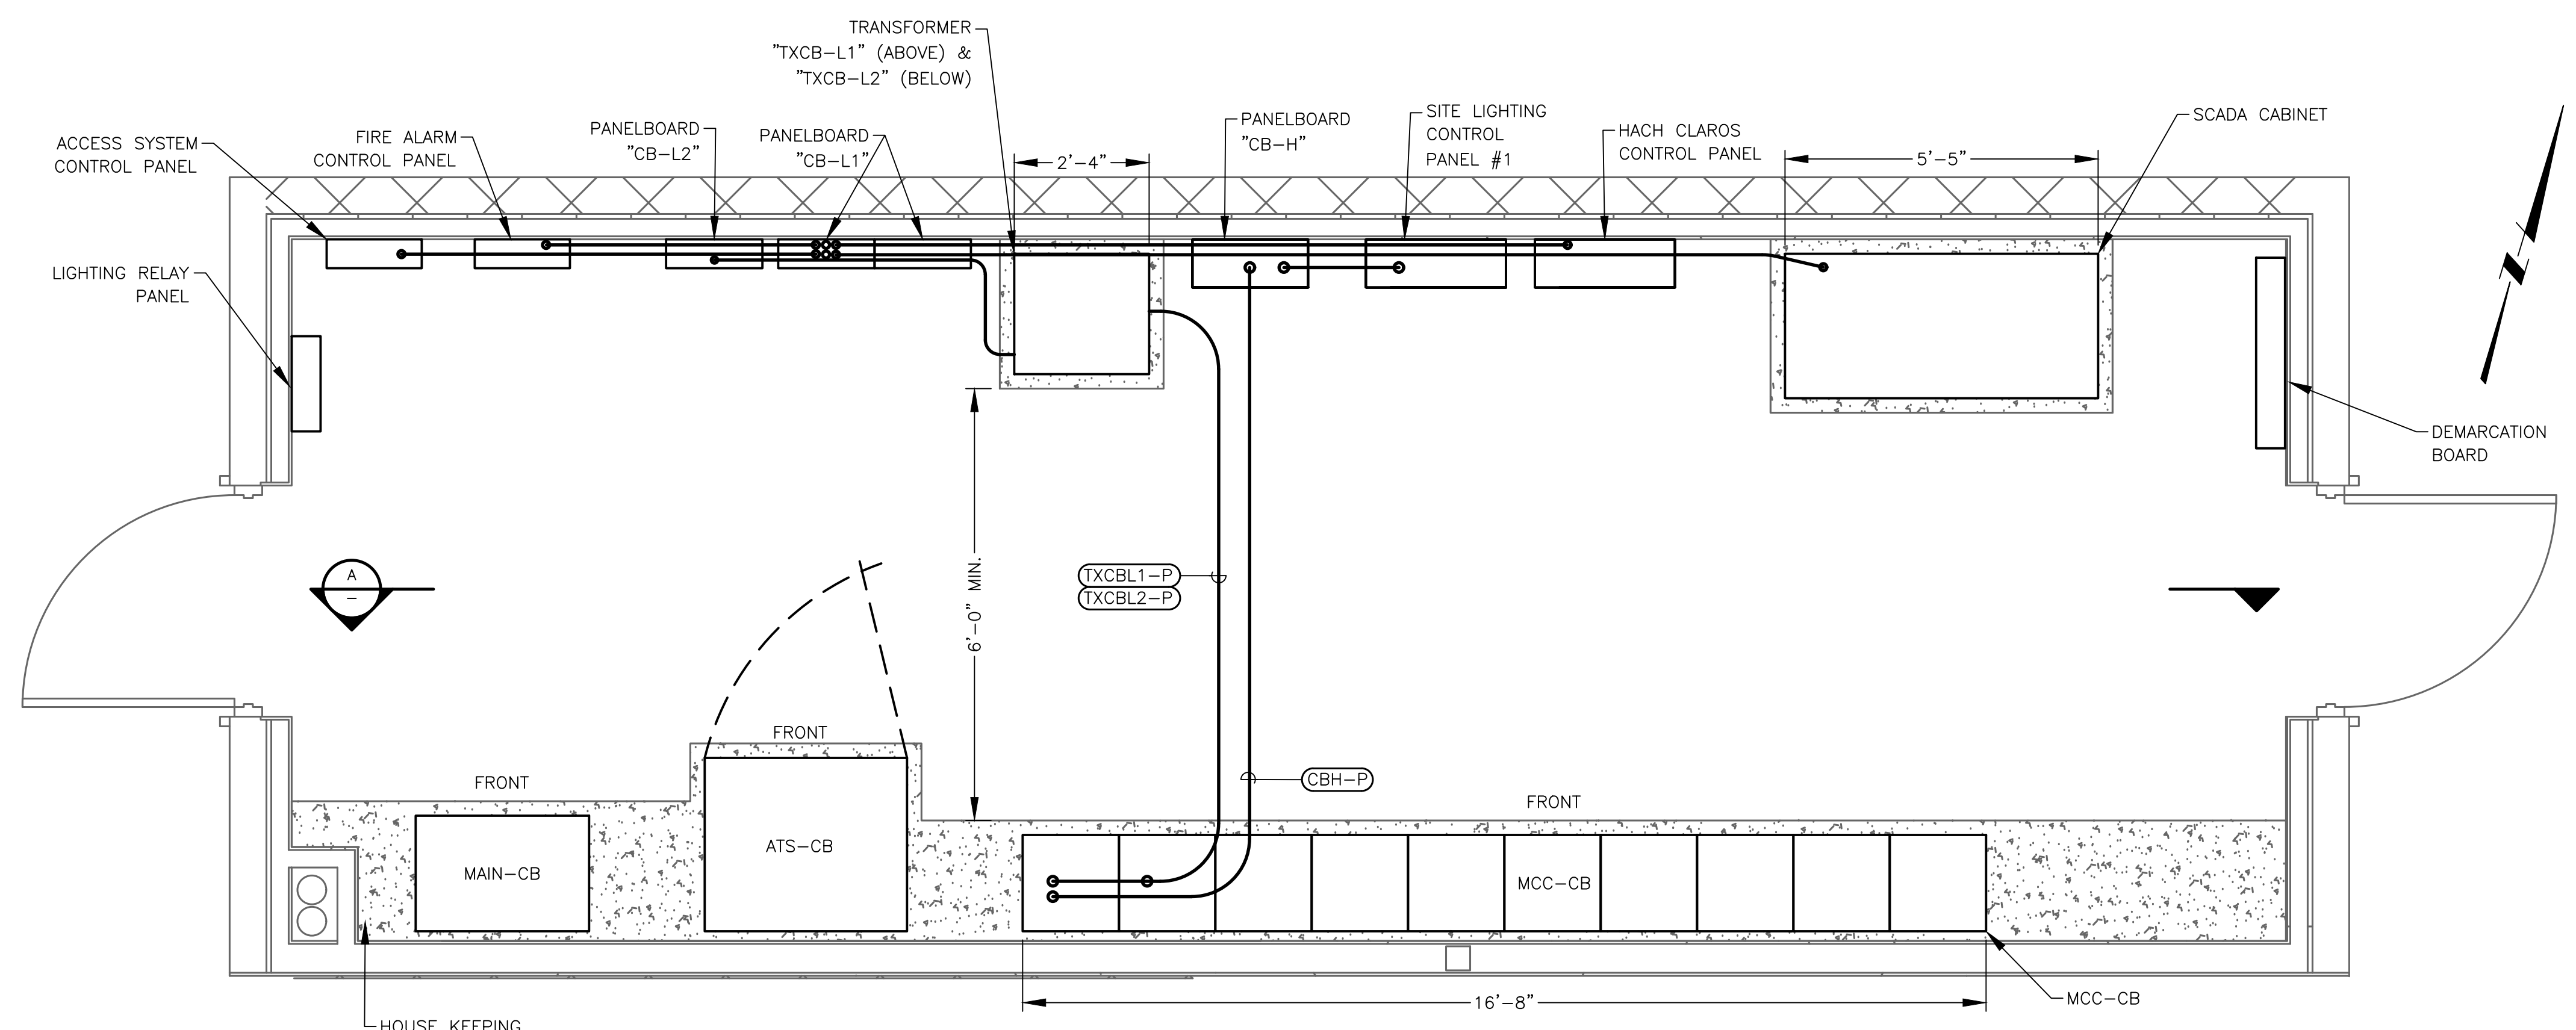 TRANSFORMER
"TXCB-L1" (ABOVE) &
"TXCB-L2" (BELOW)
ACCESS SYSTEM
CONTROL PANEL
FIRE ALARM
CONTROL PANEL
PANELBOARD
"CB-L2"
PANELBOARD
"CB-L1"
2'-4"
PANELBOARD
"CB-H"
SITE LIGHTING
CONTROL
PANEL #1
HACH CLAROS
CONTROL PANEL
5'-5"
SCADA CABINET
LIGHTING RELAY
PANEL
DEMARCATION
BOARD
A
-
6'-0" MIN.
TXCBL1-P
TXCBL2-P
FRONT
FRONT
CBH-P
FRONT
MAIN-CB
ATS-CB
MCC-CB
16'-8"
MCC-CB
HOUSE KEEPING